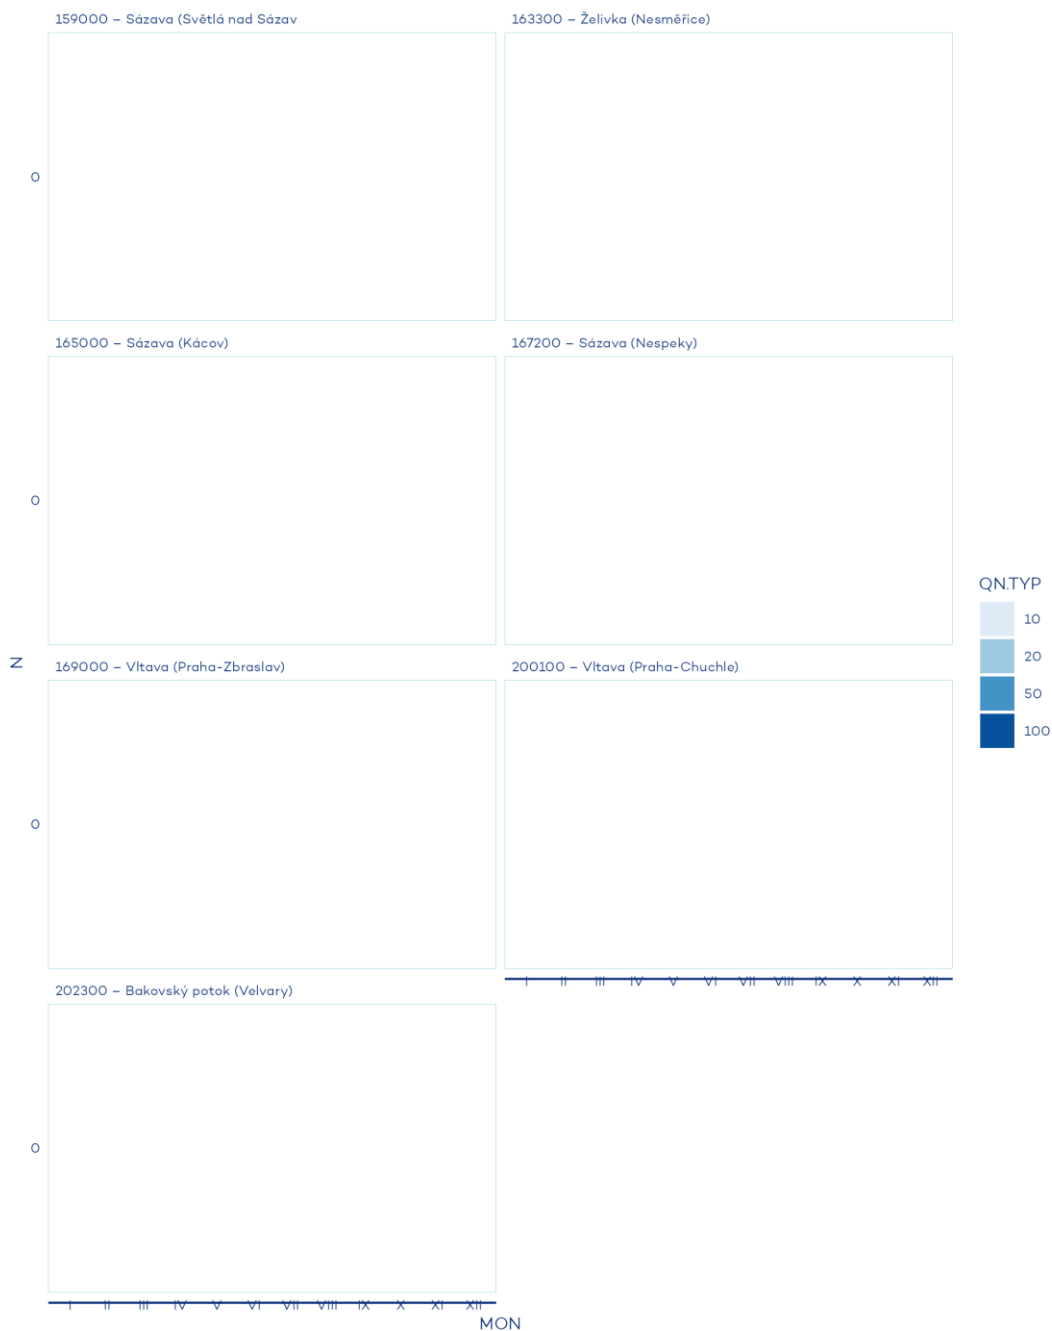 159000 – Sázava (Světlá nad Sázav
163300 – Želivka (Nesměřice)
0
165000 – Sázava (Kácov)
167200 – Sázava (Nespeky)
0
QN.TYP
10
20
50
100
N
169000 – Vltava (Praha-Zbraslav)
200100 – Vltava (Praha-Chuchle)
0
I II III IV V VI VII VIII IX X XI XII
202300 – Bakovský potok (Velvary)
0
I II III IV V VI VII VIII IX X XI XII
MON